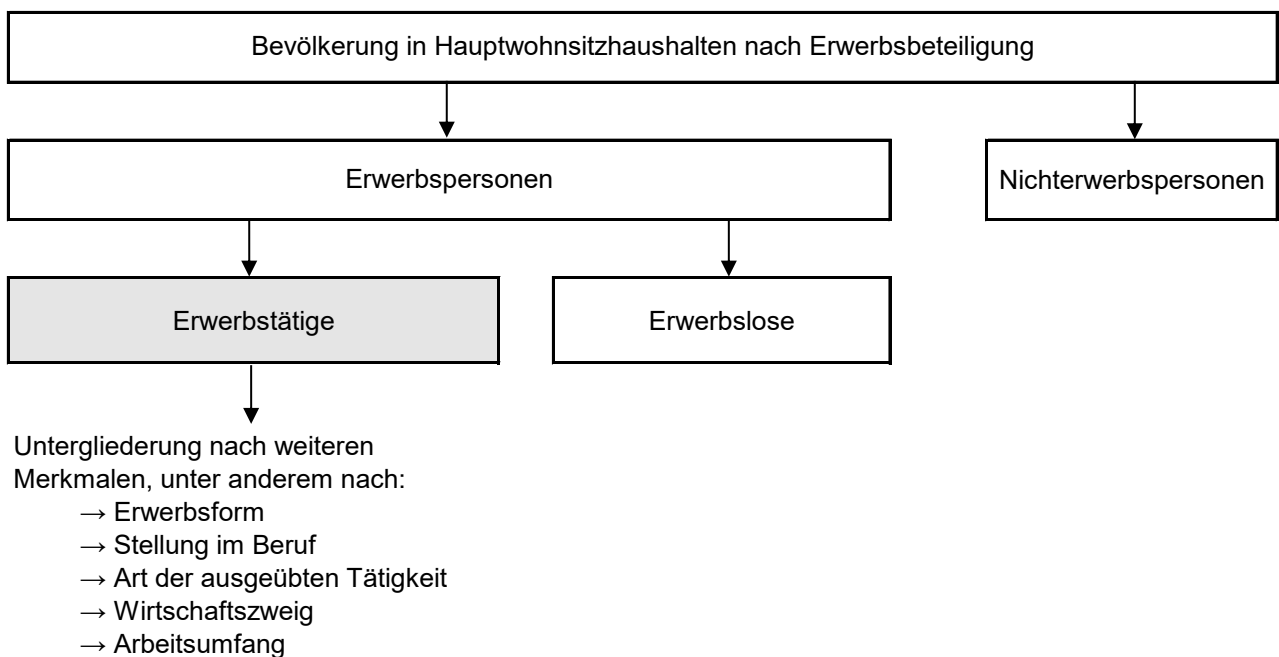 Bevölkerung in Hauptwohnsitzhaushalten nach Erwerbsbeteiligung
Erwerbspersonen
Nichterwerbspersonen
Erwerbstätige
Erwerbslose
Untergliederung nach weiteren
Merkmalen, unter anderem nach:
→ Erwerbsform
→ Stellung im Beruf
→ Art der ausgeübten Tätigkeit
→ Wirtschaftszweig
→ Arbeitsumfang